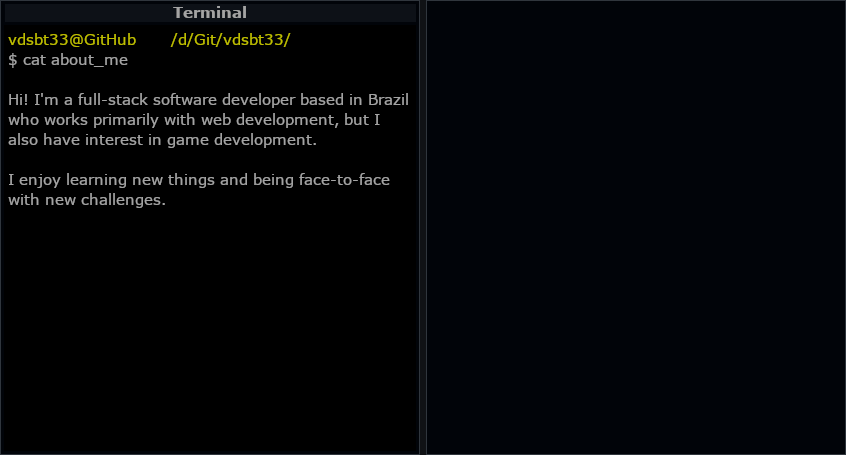 Terminal
vdsbt33@GitHub /d/Git/vdsbt33/
$ cat about_me
Hi! I'm a full-stack software developer based in Brazil
who works primarily with web development, but I
also have interest in game development.
I enjoy learning new things and being face-to-face
with new challenges.